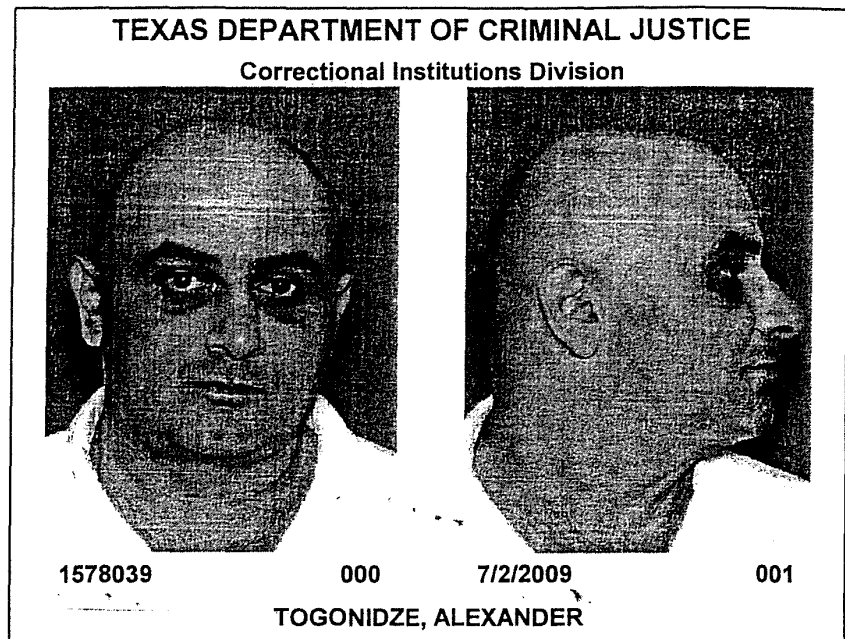 TEXAS DEPARTMENT OF CRIMINAL JUSTICE
Correctional Institutions Division
1578039 000 7/2/2009 001
TOGONIDZE, ALEXANDER